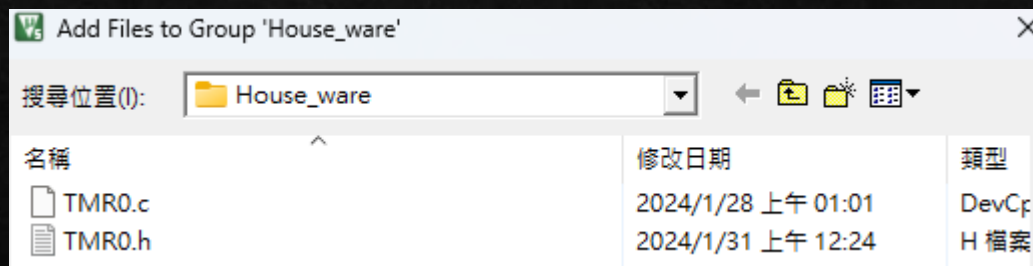 Add Files to Group 'House_ware'
搜尋位置(I): House_ware
名稱 修改日期 類型
TMR0.c 2024/1/28 上午 01:01 DevCp
TMR0.h 2024/1/31 上午 12:24 H 檔案